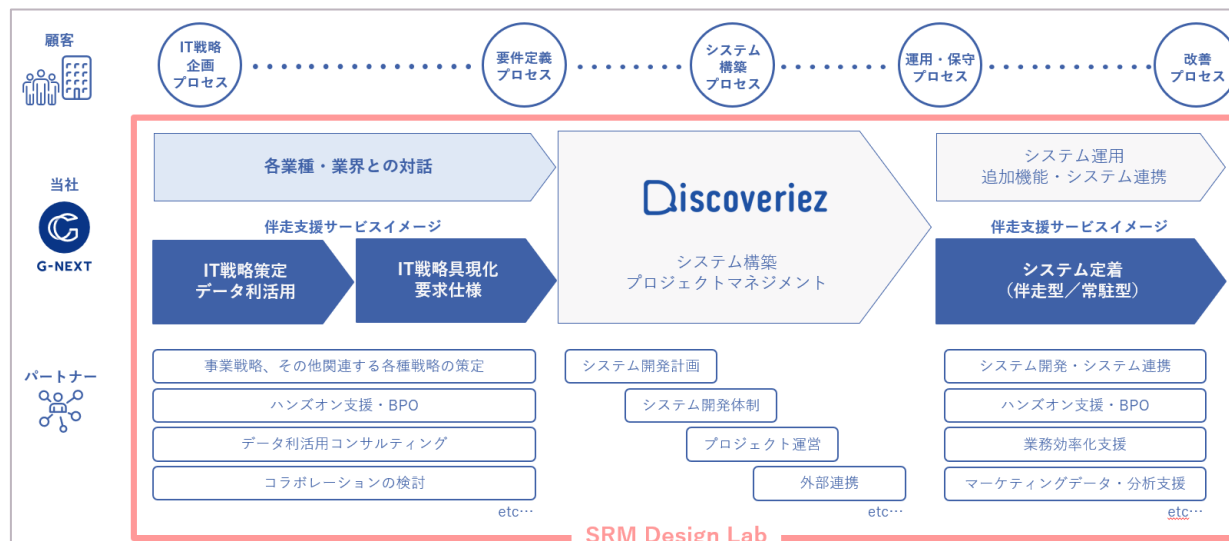 顧客
IT戦略
企画
プロセス
要件定義
プロセス
システム
構築
プロセス
運用・保守
プロセス
改善
プロセス
当社
G-NEXT
各業種・業界との対話
伴走支援サービスイメージ
IT戦略策定
データ利活用
IT戦略具現化
要求仕様
Discoveriez
システム構築
プロジェクトマネジメント
システム運用
追加機能・システム連携
伴走支援サービスイメージ
システム定着
（伴走型／常駐型）
パートナー
事業戦略、その他関連する各種戦略の策定
ハンズオン支援・BPO
データ利活用コンサルティング
コラボレーションの検討
etc…
システム開発計画
システム開発体制
プロジェクト運営
外部連携
etc…
システム開発・システム連携
ハンズオン支援・BPO
業務効率化支援
マーケティングデータ・分析支援
etc…
SRM Design Lab